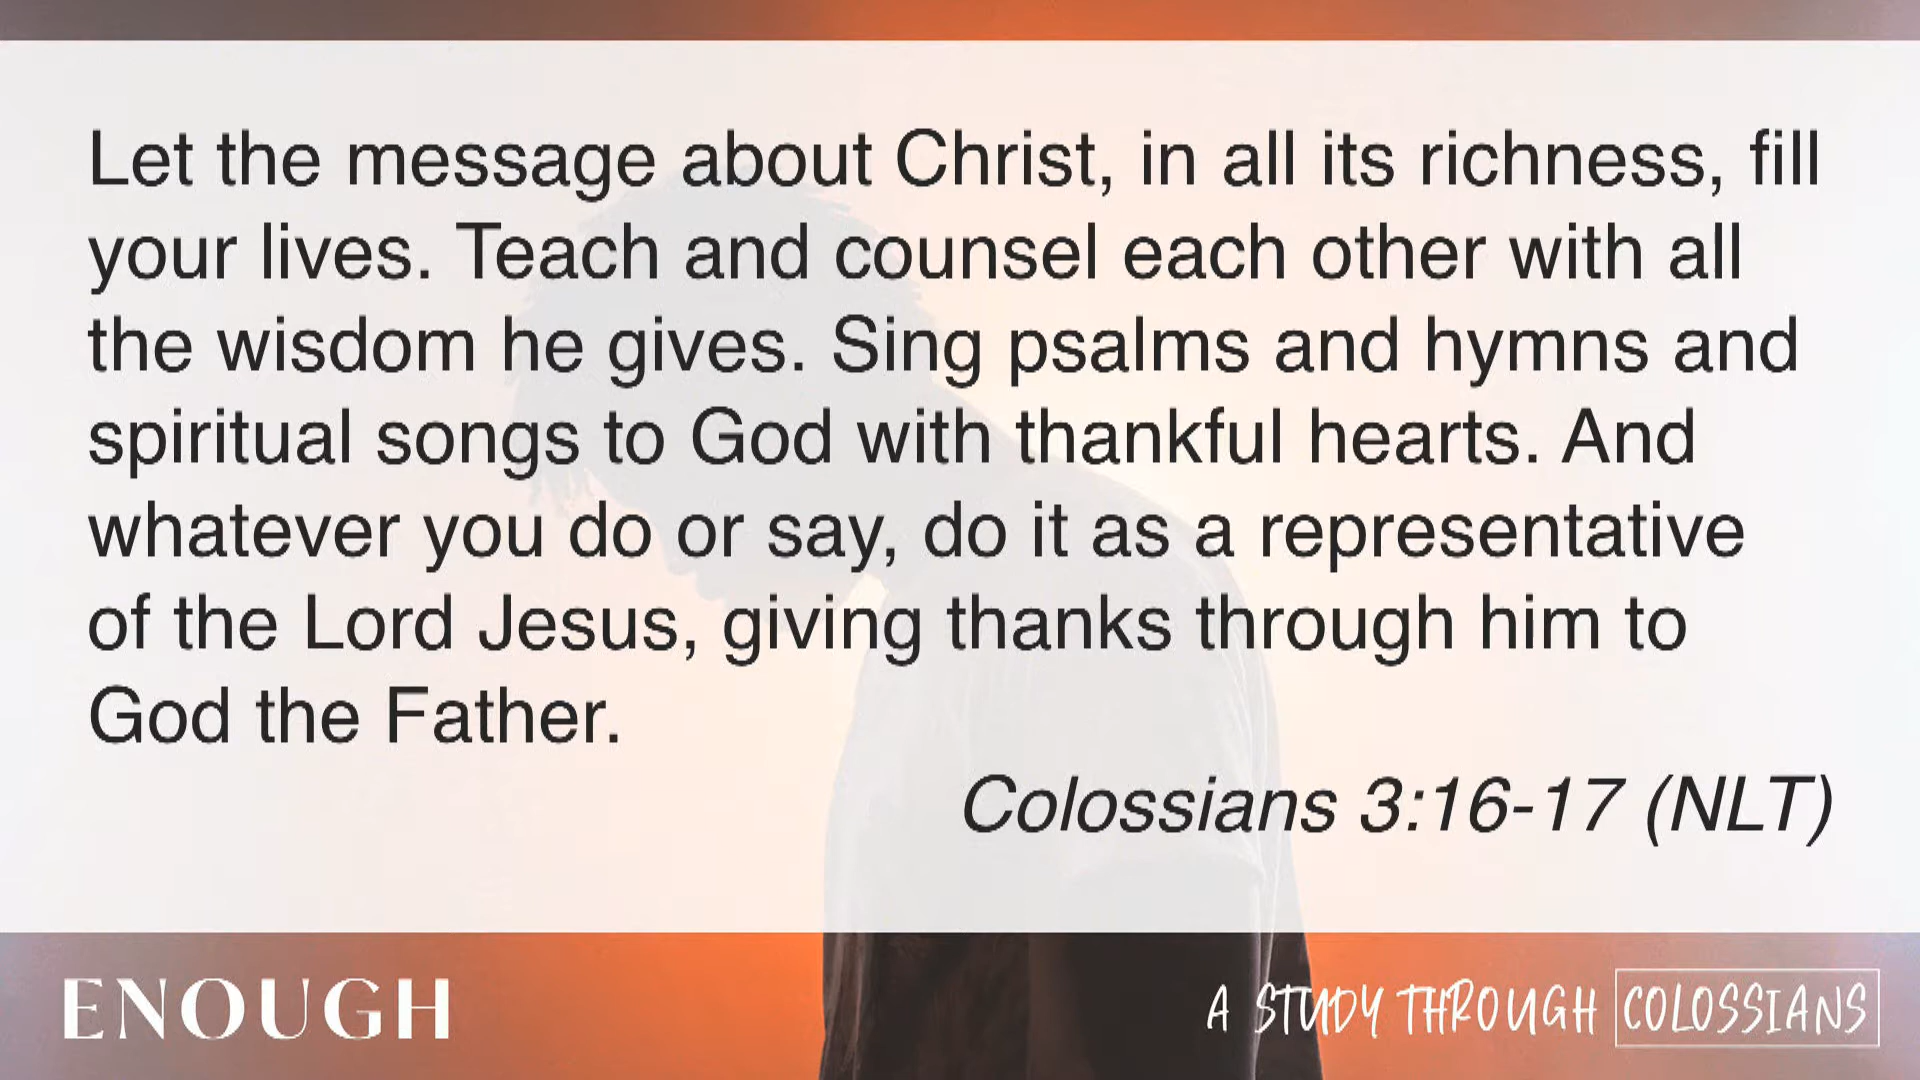 Let the message about Christ, in all its richness, fill
your lives. Teach and counsel each other with all
the wisdom he gives. Sing psalms and hymns and
spiritual songs to God with thankful hearts. And
whatever you do or say, do it as a representative
of the Lord Jesus, giving thanks through him to
God the Father.
Colossians 3:16-17 (NLT)
ENOUGH
A STUDY THROUGH COLOSSIANS